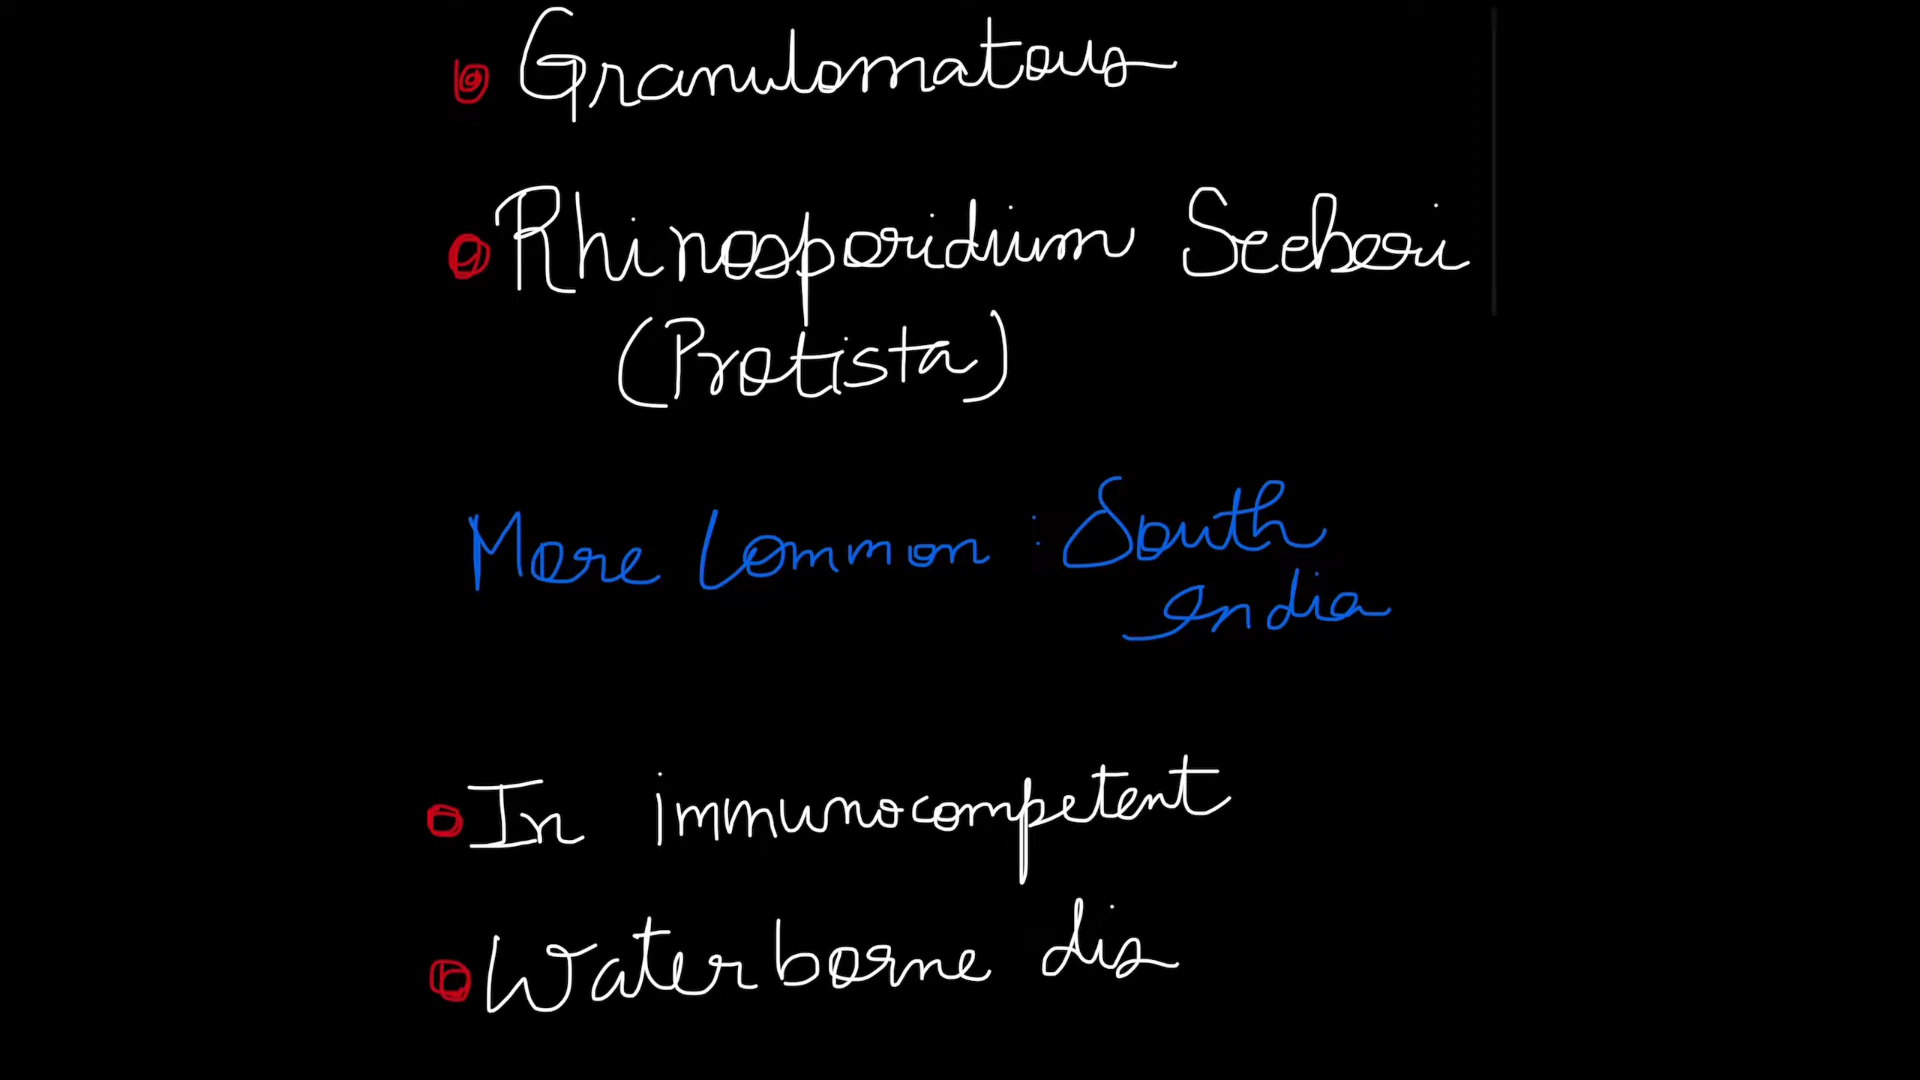 Granulomatous
Rhinosporidium Seeberi
(Protista)
More Common : South
India
In immunocompetent
Waterborne dis